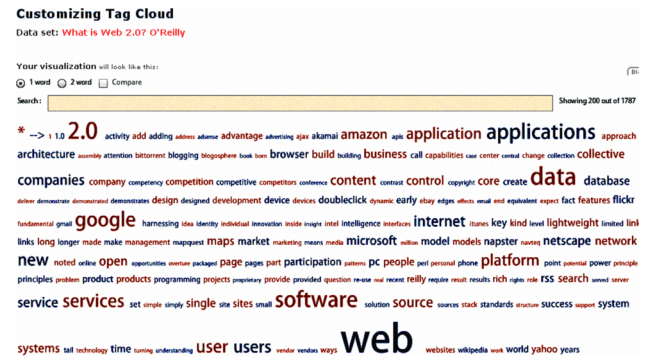 Customizing Tag Cloud
Data set: What is Web 2.0? O'Reilly
Your visualization will look like this:
1 word 2 word Compare
Search: Showing 200 out of 1787
* --> 1 1.0 2.0 activity add adding address adsense advantage advertising ajax akamai amazon apis application applications approach
architecture assembly attention bittorrent blogging blogosphere book born browser build building business call capabilities case center central change collection collective
companies company competency competition competitive competitors conference content contrast control copyright core create data database
deliver demonstrate demonstrated demonstrates design designed development device devices doubleclick dynamic early ebay edges effects email end equivalent expect fact features flickr
fundamental gmail google harnessing idea identity individual innovation inside insight intel intelligence interfaces internet itunes key kind level lightweight limited link
links long longer made make management mapquest maps market marketing means media microsoft million model models napster navteq netscape network
new noted online open opportunities overture packaged page pages part participation patterns pc people perl personal phone platform point potential power principle
principles problem product products programming projects proprietary provide provided question re-use real recent reilly require result results rich rights role rss search served server
service services set simple simply single site sites small software solution source sources stack standards structure success support system
systems tail technology time turning understanding user users vendor vendors ways web websites wikipedia work world yahoo years